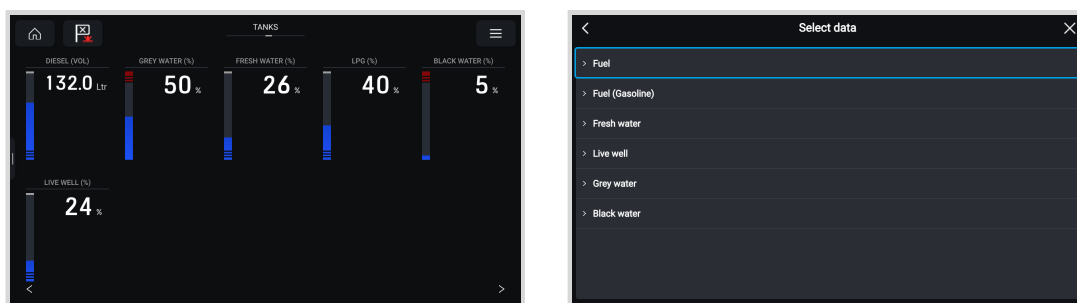 TANKS
DIESEL (VOL)
132.0 Ltr
GREY WATER (%)
50 %
FRESH WATER (%)
26 %
LPG (%)
40 %
BLACK WATER (%)
5 %
LIVE WELL (%)
24 %
Select data
Fuel
Fuel (Gasoline)
Fresh water
Live well
Grey water
Black water